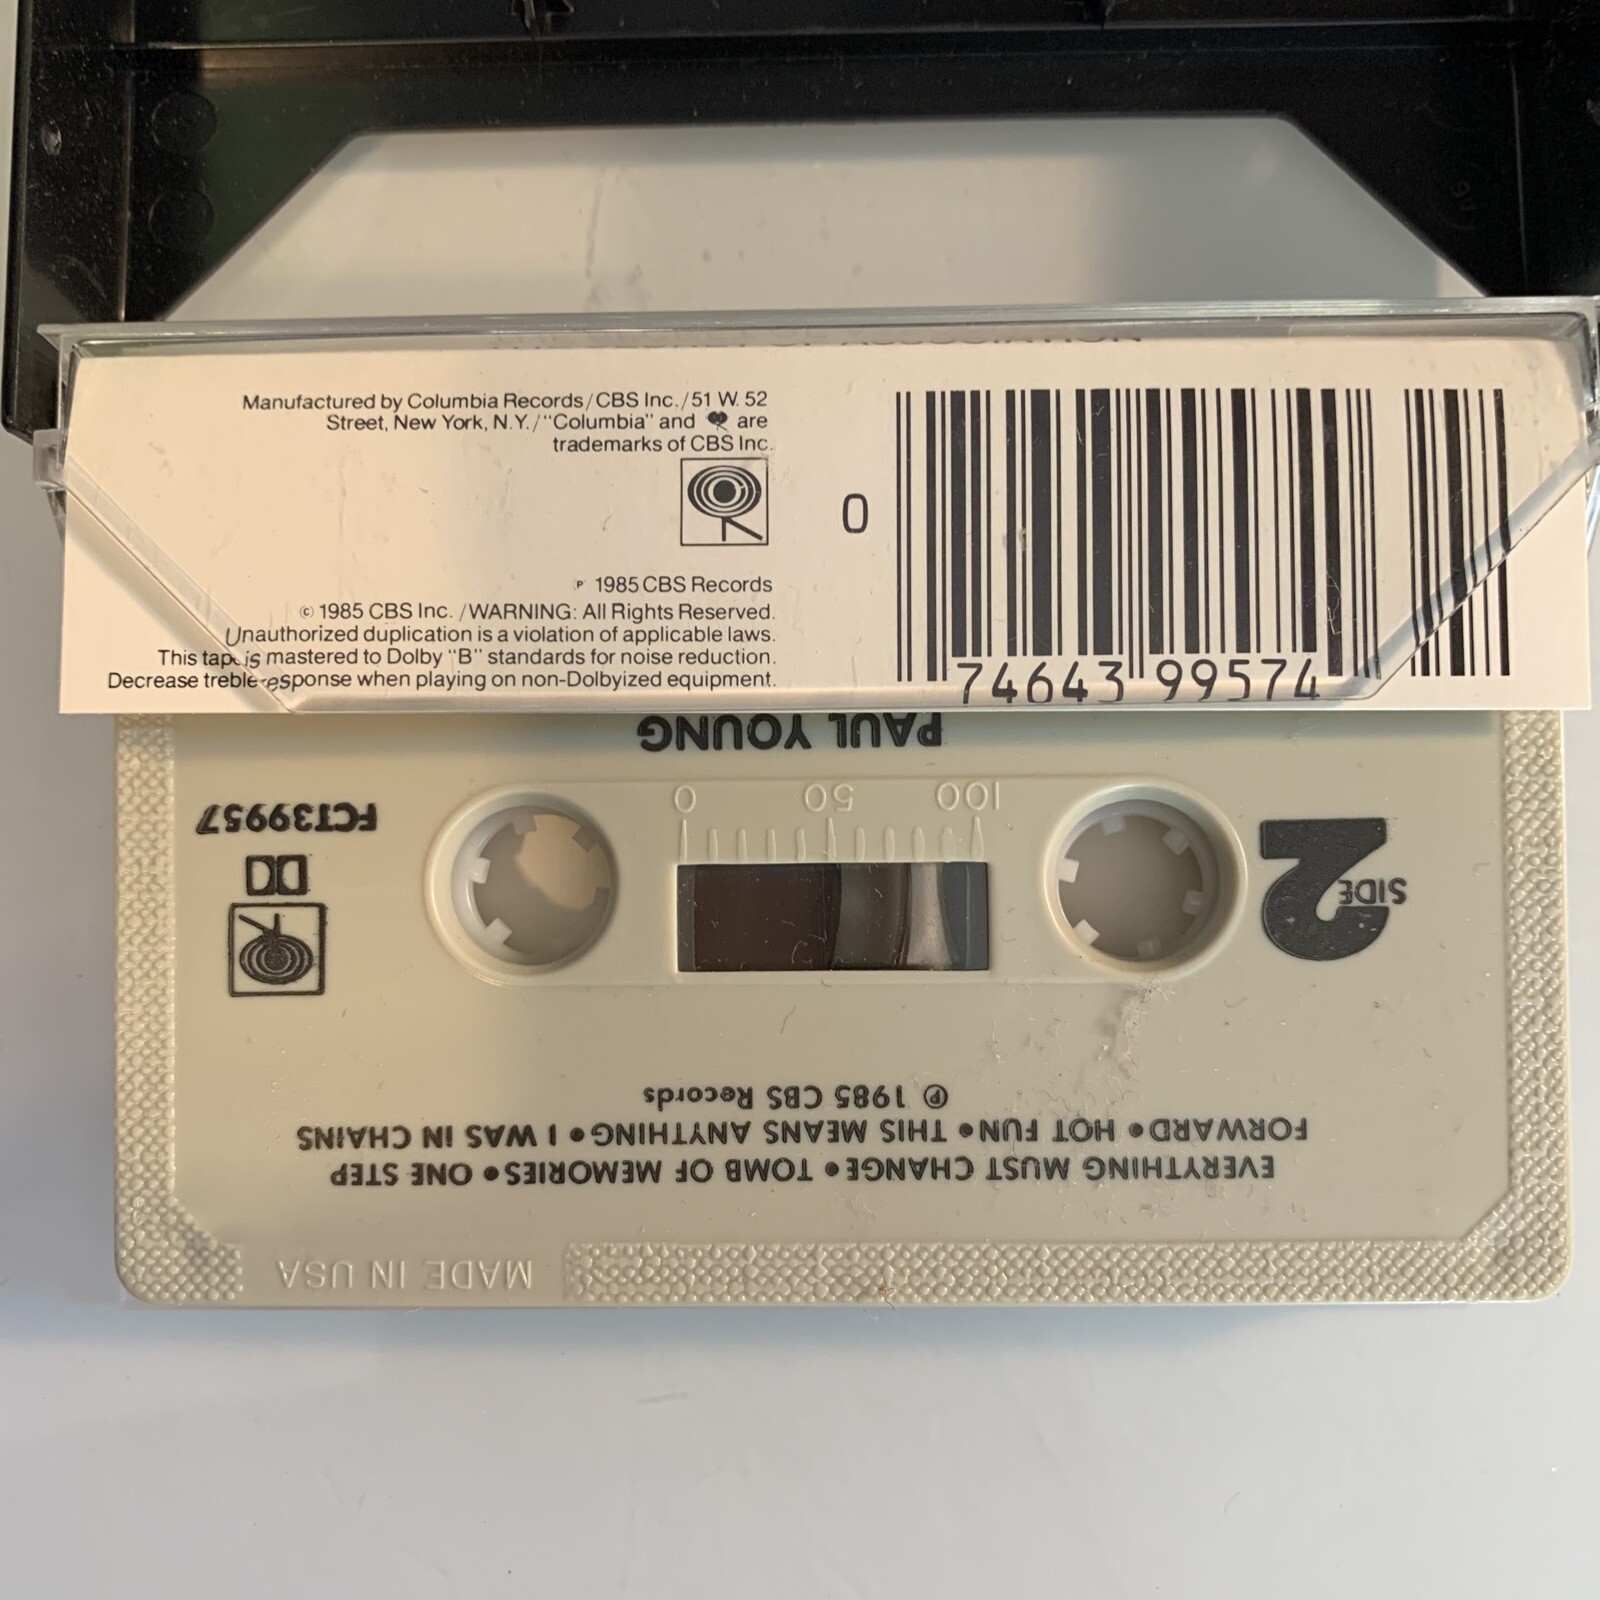 Manufactured by Columbia Records/CBS Inc./51 W. 52
Street, New York, N.Y./"Columbia" and are
trademarks of CBS Inc.
℗ 1985 CBS Records
© 1985 CBS Inc. /WARNING: All Rights Reserved.
Unauthorized duplication is a violation of applicable laws.
This tape is mastered to Dolby "B" standards for noise reduction.
Decrease treble response when playing on non-Dolbyized equipment.
0
74643 99574
PAUL YOUNG
FCT39957
0 50 100
SIDE
2
EVERYTHING MUST CHANGE • TOMB OF MEMORIES • ONE STEP
FORWARD • HOT FUN • THIS MEANS ANYTHING • I WAS IN CHAINS
℗ 1985 CBS Records
MADE IN USA